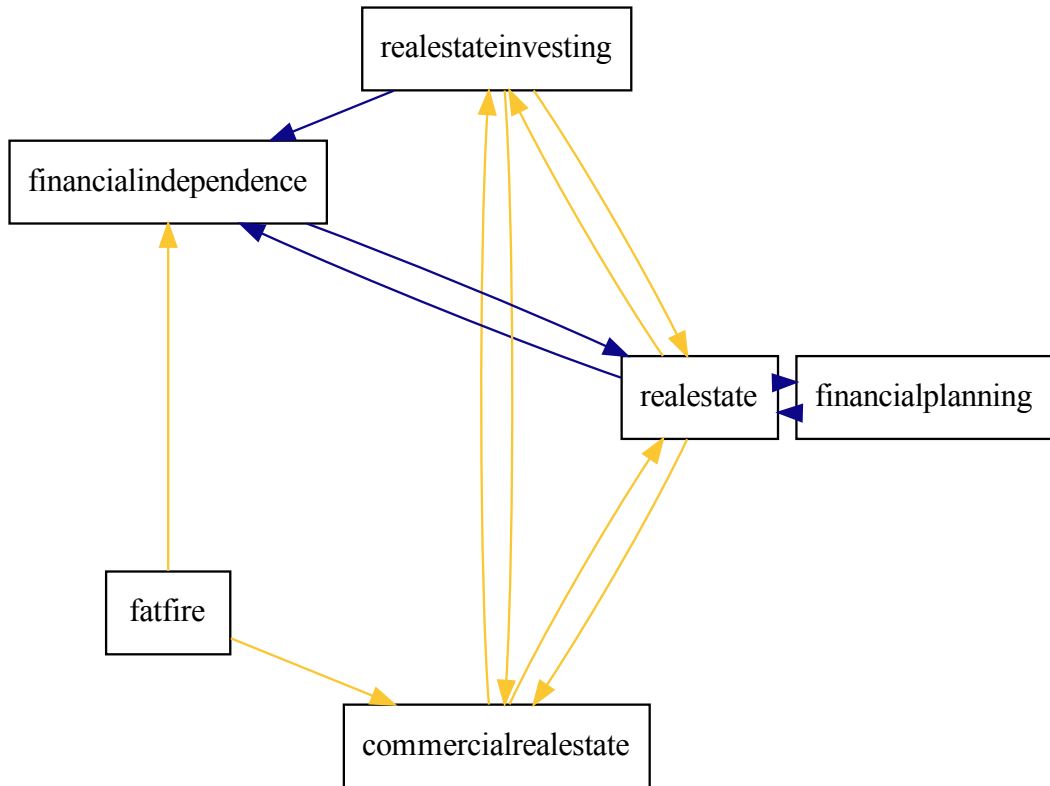 realestateinvesting
financialindependence
realestate
financialplanning
fatfire
commercialrealestate